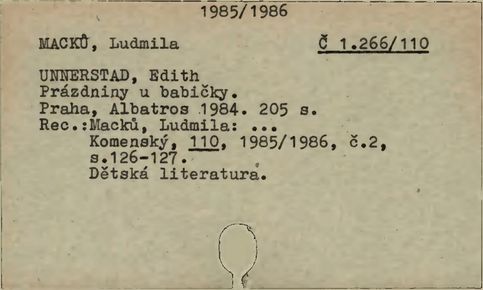 1985/1986
MACKŮ, Ludmila Č 1.266/110
UNNERSTAD, Edith
Prázdniny u babičky.
Praha, Albatros 1984. 205 s.
Rec.:Macků, Ludmila: ...
Komenský, 110, 1985/1986, č.2,
s.126-127.
Dětská literatura.